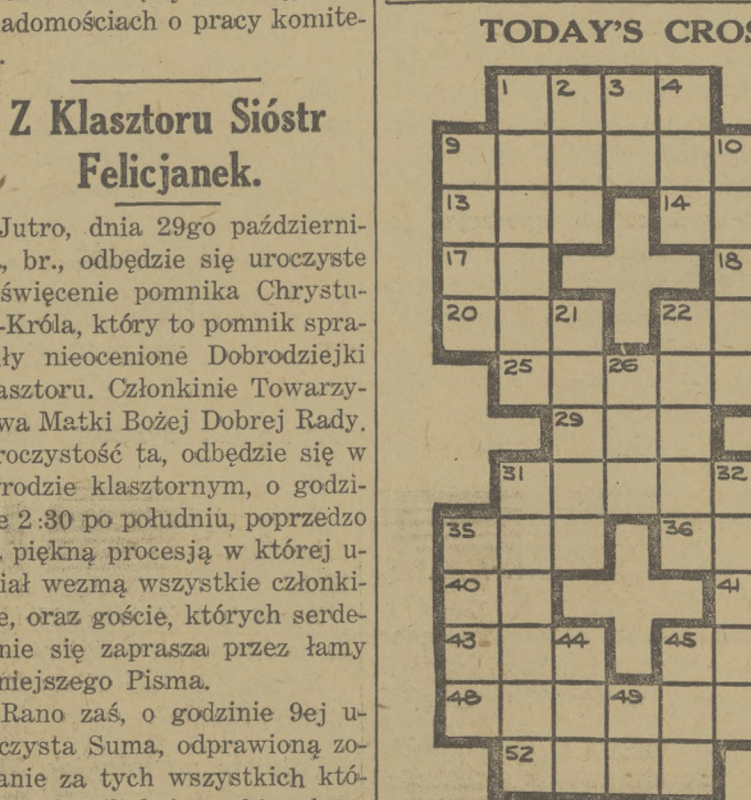 adomościach o pracy komite-
.
Z Klasztoru Sióstr
Felicjanek.
Jutro, dnia 29go październi-
., br., odbędzie się uroczyste
święcenie pomnika Chrystu-
-Króla, który to pomnik spra-
ły nieocenione Dobrodziejki
asztoru. Członkinie Towarzy-
wa Matki Bożej Dobrej Rady.
roczystość ta, odbędzie się w
rodzie klasztornym, o godzi-
e 2:30 po południu, poprzedzo
. piękną procesją w której u-
iał wezmą wszystkie członki-
e, oraz goście, których serde-
nie się zaprasza przez łamy
niejszego Pisma.
Rano zaś, o godzinie 9ej u-
czysta Suma, odprawioną zo-
anie za tych wszystkich któ-
TODAY'S CROS
1 2 3 4
9 10
13 14
17 18
20 21 22
25 26
29
31 32
35 36
40 41
43 44 45
48 49
52